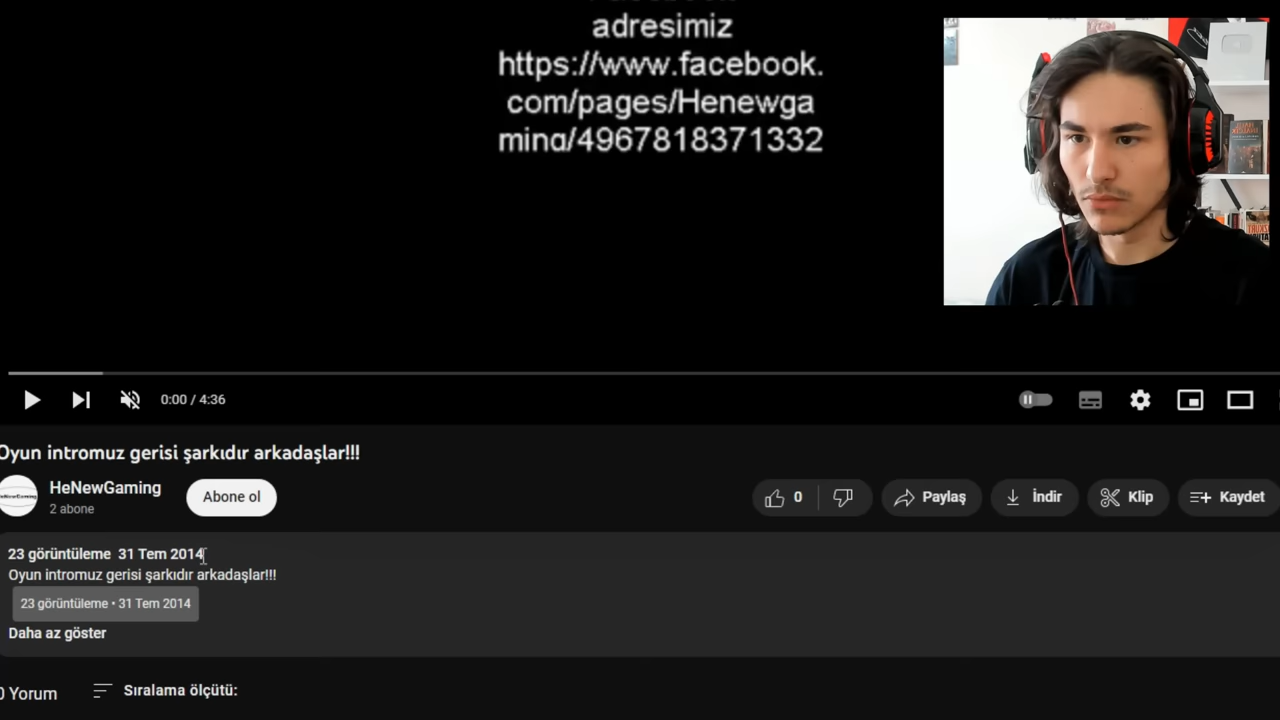 adresimiz
https://www.facebook.
com/pages/Henewga
ming/4967818371332
0:00 / 4:36
Oyun intromuz gerisi şarkıdır arkadaşlar!!!
HeNewGaming
2 abone
Abone ol
0
Paylaş
İndir
Klip
Kaydet
23 görüntüleme 31 Tem 2014
Oyun intromuz gerisi şarkıdır arkadaşlar!!!
23 görüntüleme • 31 Tem 2014
Daha az göster
0 Yorum
Sıralama ölçütü: